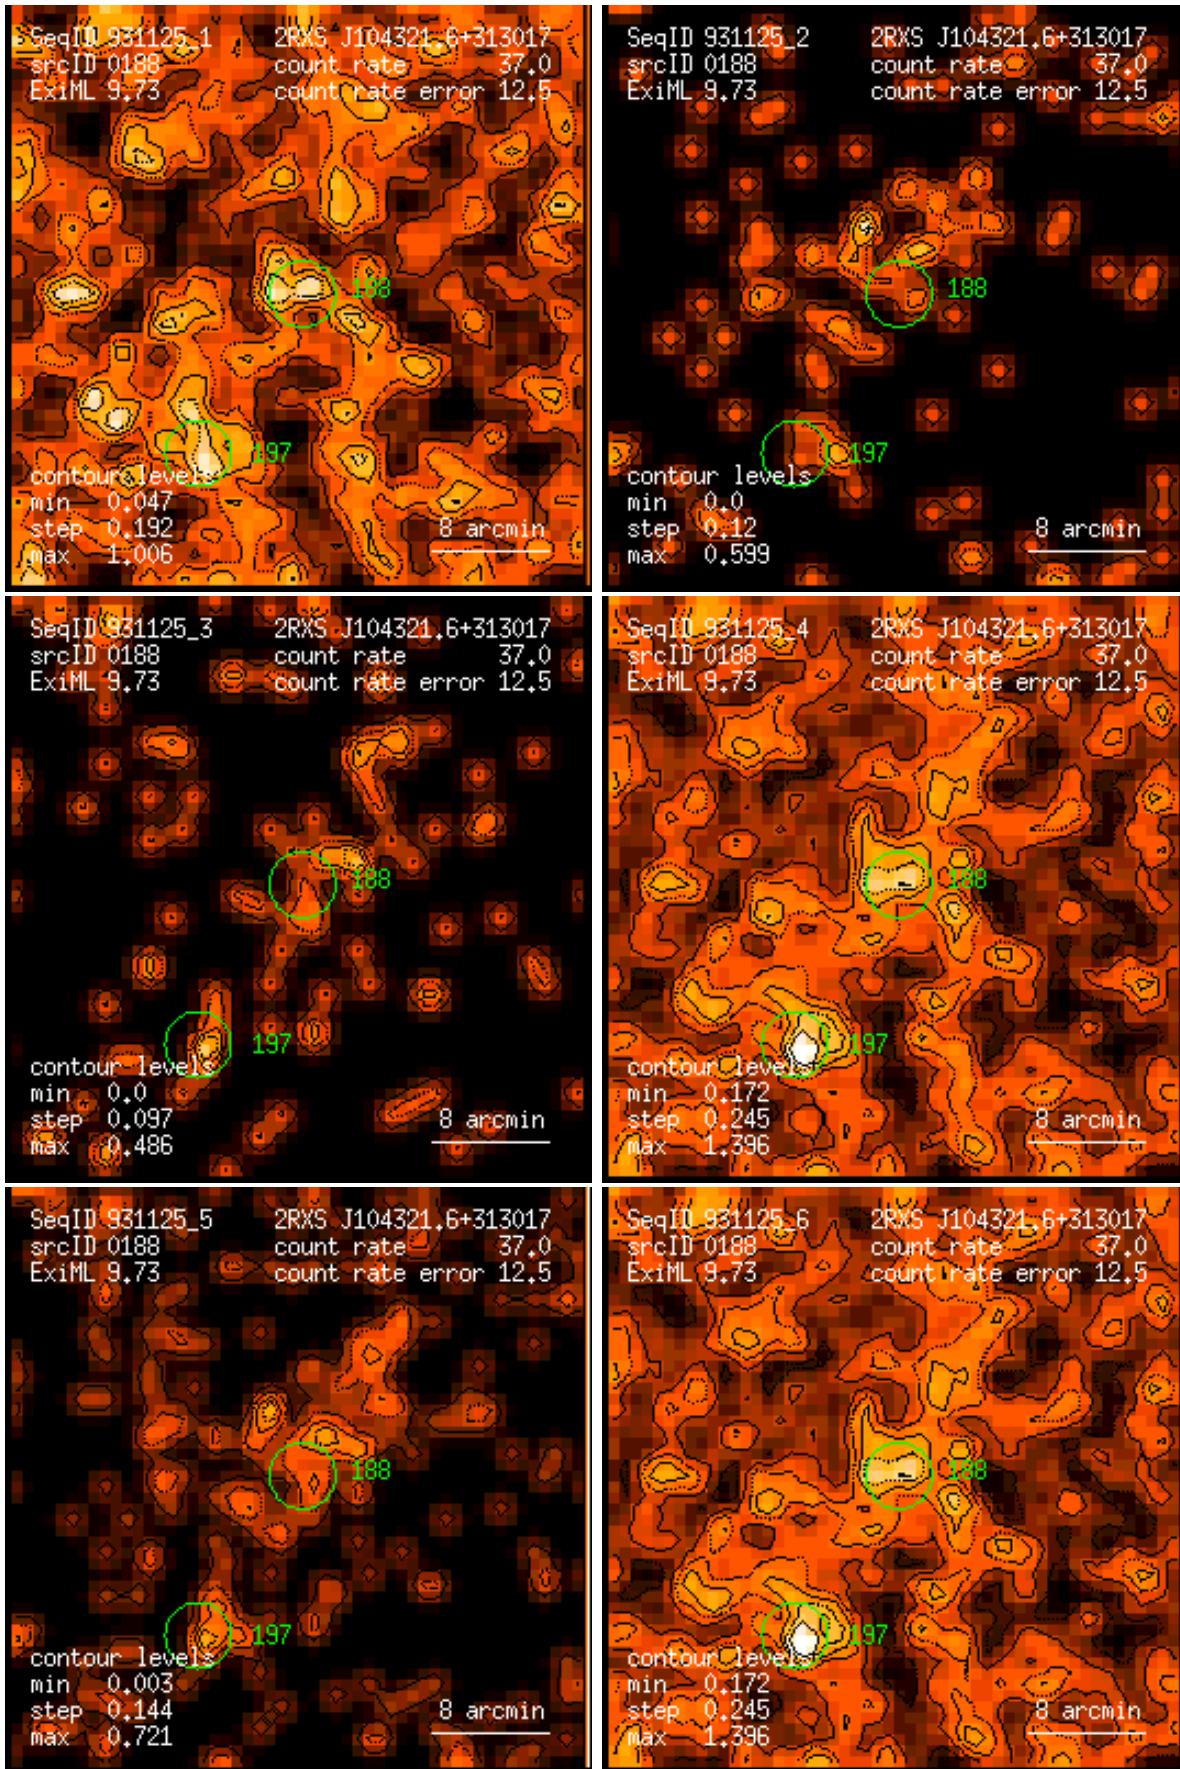 SeqID 931125_1 2RXS J104321.6+313017
srcID 0188 count rate 37.0
ExiML 9.73 count rate error 12.5
188
197
contour levels
min 0.047
step 0.192 8 arcmin
max 1.006
SeqID 931125_2 2RXS J104321.6+313017
srcID 0188 count rate 37.0
ExiML 9.73 count rate error 12.5
188
197
contour levels
min 0.0
step 0.12 8 arcmin
max 0.599
SeqID 931125_3 2RXS J104321.6+313017
srcID 0188 count rate 37.0
ExiML 9.73 count rate error 12.5
188
197
contour levels
min 0.0
step 0.097 8 arcmin
max 0.486
SeqID 931125_4 2RXS J104321.6+313017
srcID 0188 count rate 37.0
ExiML 9.73 count rate error 12.5
188
197
contour levels
min 0.172
step 0.245 8 arcmin
max 1.396
SeqID 931125_5 2RXS J104321.6+313017
srcID 0188 count rate 37.0
ExiML 9.73 count rate error 12.5
188
197
contour levels
min 0.003
step 0.144 8 arcmin
max 0.721
SeqID 931125_6 2RXS J104321.6+313017
srcID 0188 count rate 37.0
ExiML 9.73 count rate error 12.5
188
197
contour levels
min 0.172
step 0.245 8 arcmin
max 1.396